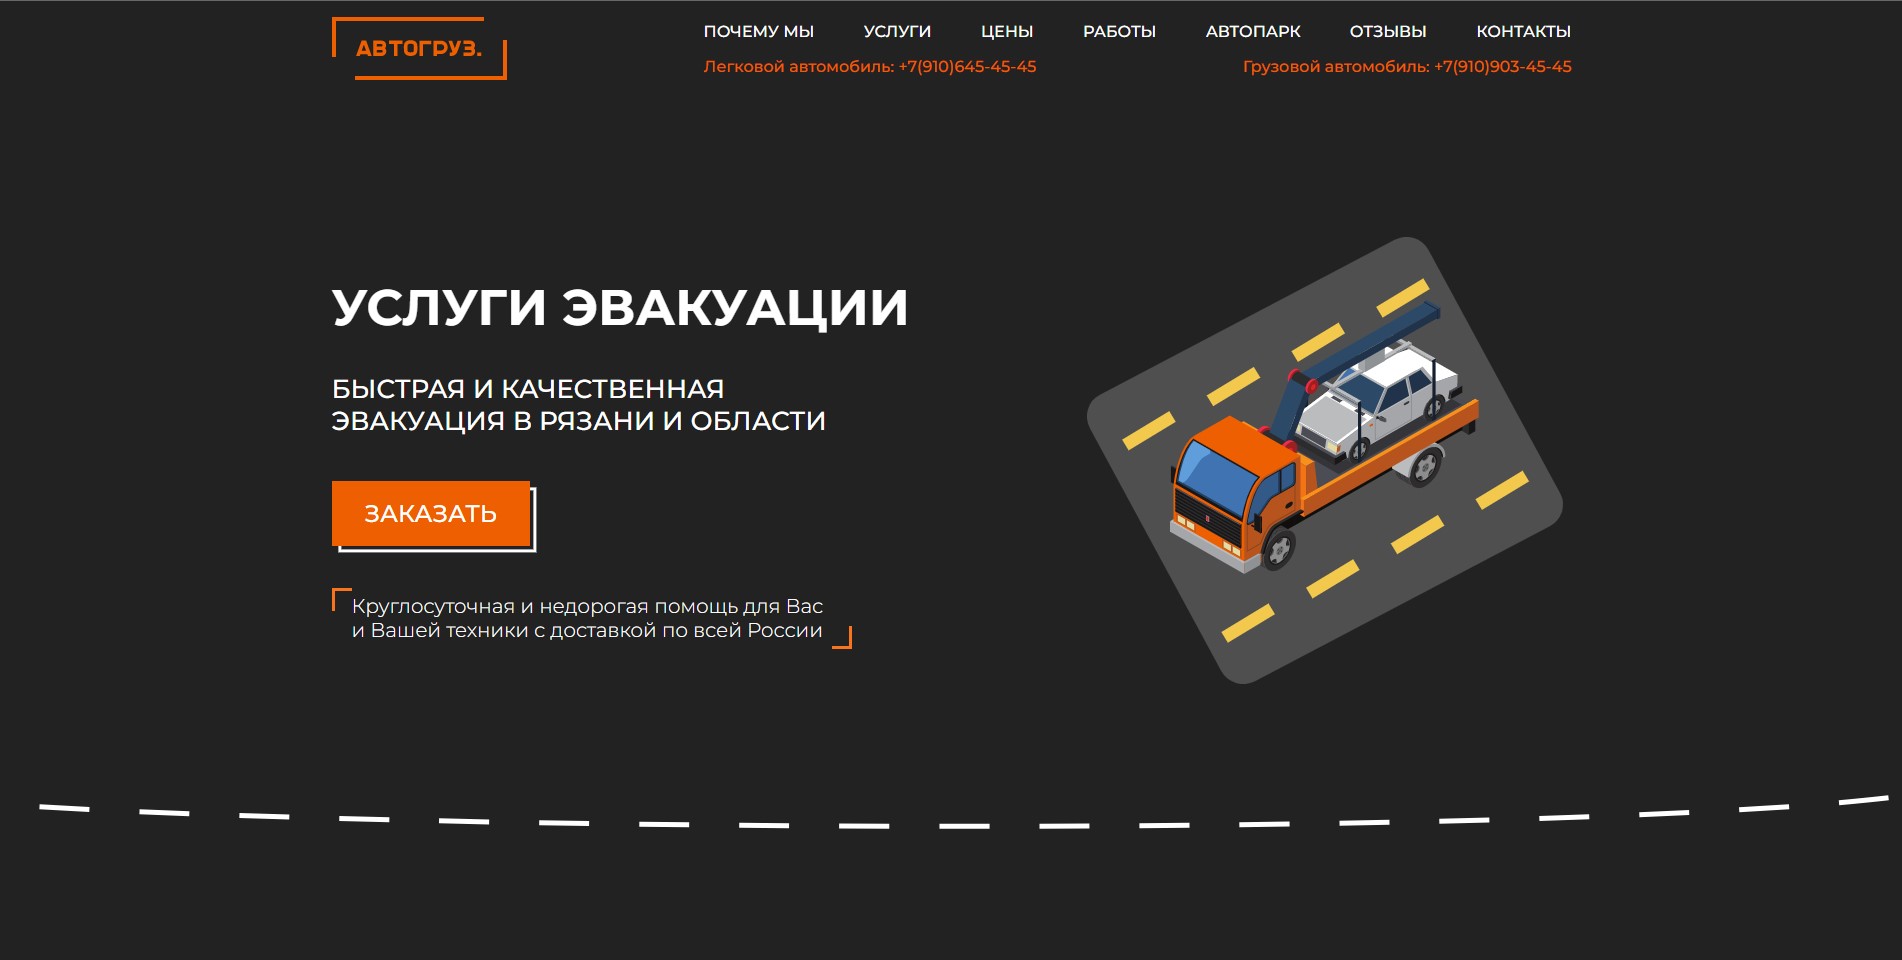 АВТОГРУЗ.
ПОЧЕМУ МЫ УСЛУГИ ЦЕНЫ РАБОТЫ АВТОПАРК ОТЗЫВЫ КОНТАКТЫ
Легковой автомобиль: +7(910)645-45-45 Грузовой автомобиль: +7(910)903-45-45
УСЛУГИ ЭВАКУАЦИИ
БЫСТРАЯ И КАЧЕСТВЕННАЯ
ЭВАКУАЦИЯ В РЯЗАНИ И ОБЛАСТИ
ЗАКАЗАТЬ
Круглосуточная и недорогая помощь для Вас
и Вашей техники с доставкой по всей России